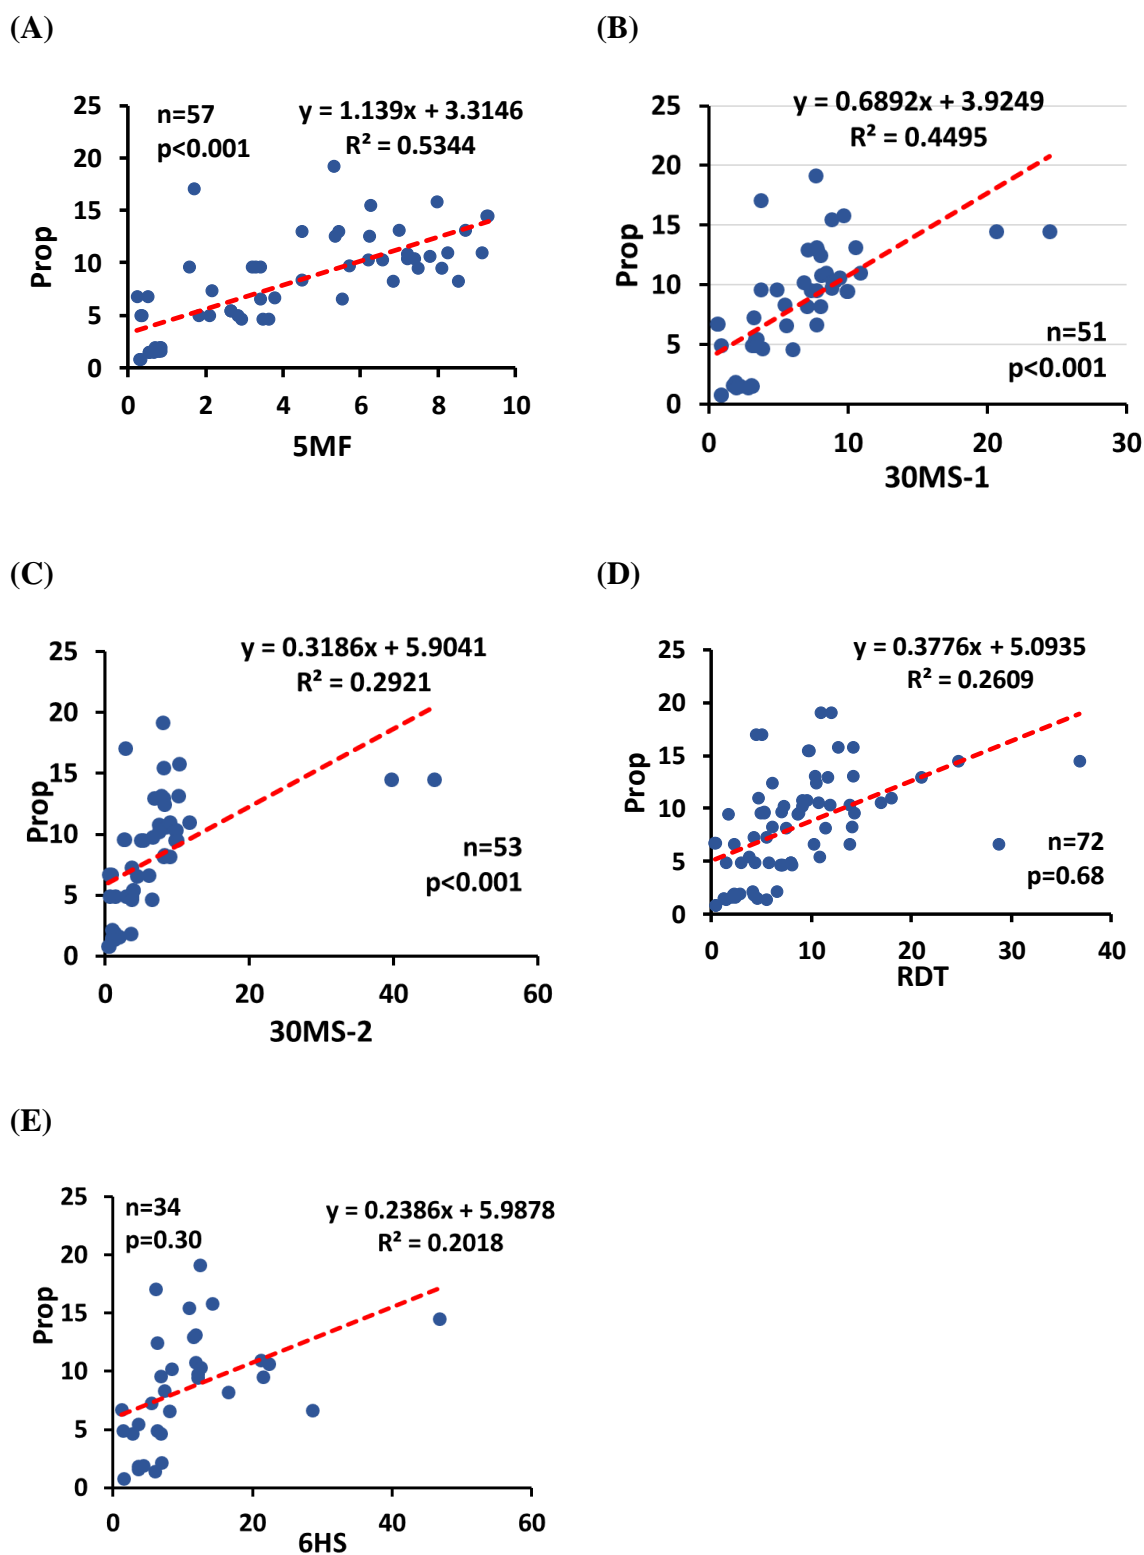 (A)
(B)
n=57
p<0.001
y = 1.139x + 3.3146
R² = 0.5344
25
20
15
10
5
0
Prop
0 2 4 6 8 10
5MF
y = 0.6892x + 3.9249
R² = 0.4495
25
20
15
10
5
0
Prop
n=51
p<0.001
0 10 20 30
30MS-1
(C)
(D)
y = 0.3186x + 5.9041
R² = 0.2921
25
20
15
10
5
0
Prop
n=53
p<0.001
0 20 40 60
30MS-2
y = 0.3776x + 5.0935
R² = 0.2609
25
20
15
10
5
0
Prop
n=72
p=0.68
0 10 20 30 40
RDT
(E)
n=34
p=0.30
y = 0.2386x + 5.9878
R² = 0.2018
25
20
15
10
5
0
Prop
0 20 40 60
6HS